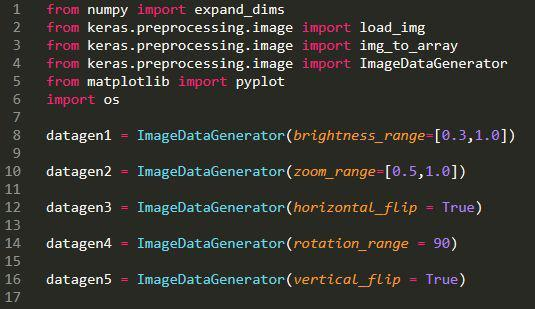 1 from numpy import expand_dims
2 from keras.preprocessing.image import load_img
3 from keras.preprocessing.image import img_to_array
4 from keras.preprocessing.image import ImageDataGenerator
5 from matplotlib import pyplot
6 import os
7
8 datagen1 = ImageDataGenerator(brightness_range=[0.3,1.0])
9
10 datagen2 = ImageDataGenerator(zoom_range=[0.5,1.0])
11
12 datagen3 = ImageDataGenerator(horizontal_flip = True)
13
14 datagen4 = ImageDataGenerator(rotation_range = 90)
15
16 datagen5 = ImageDataGenerator(vertical_flip = True)
17